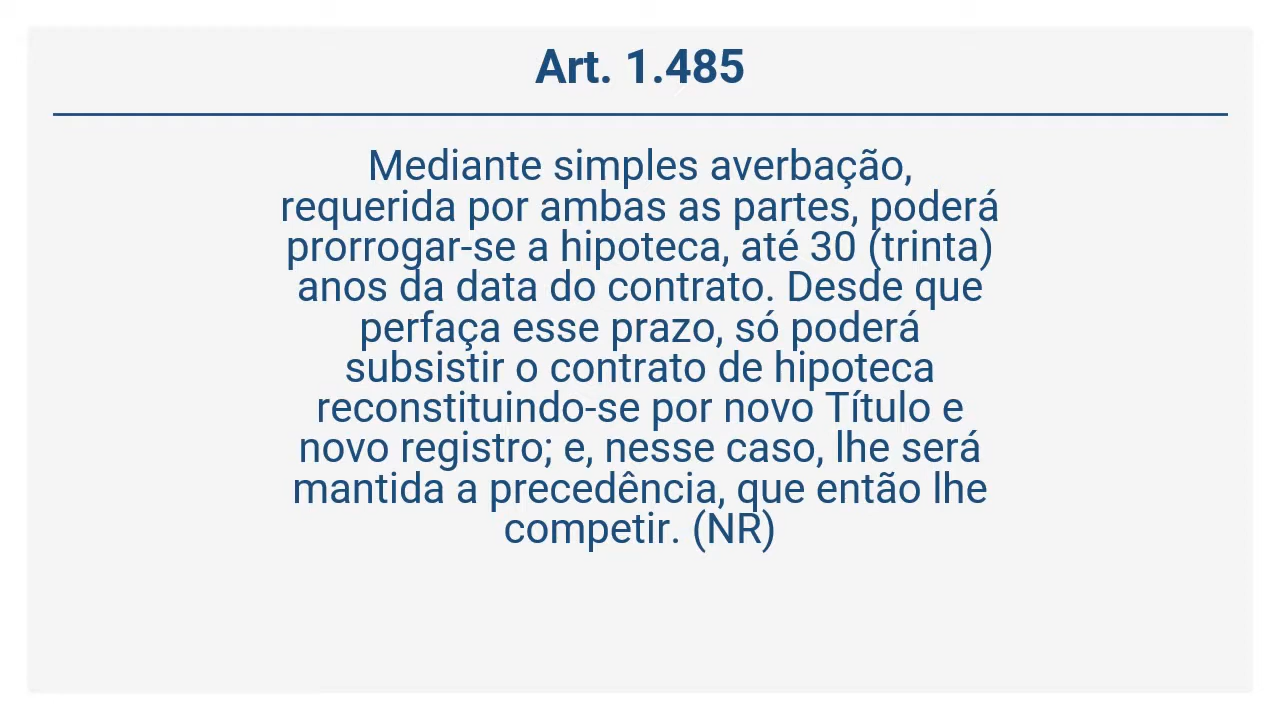 Art. 1.485
Mediante simples averbação,
requerida por ambas as partes, poderá
prorrogar-se a hipoteca, até 30 (trinta)
anos da data do contrato. Desde que
perfaça esse prazo, só poderá
subsistir o contrato de hipoteca
reconstituindo-se por novo Título e
novo registro; e, nesse caso, lhe será
mantida a precedência, que então lhe
competir. (NR)